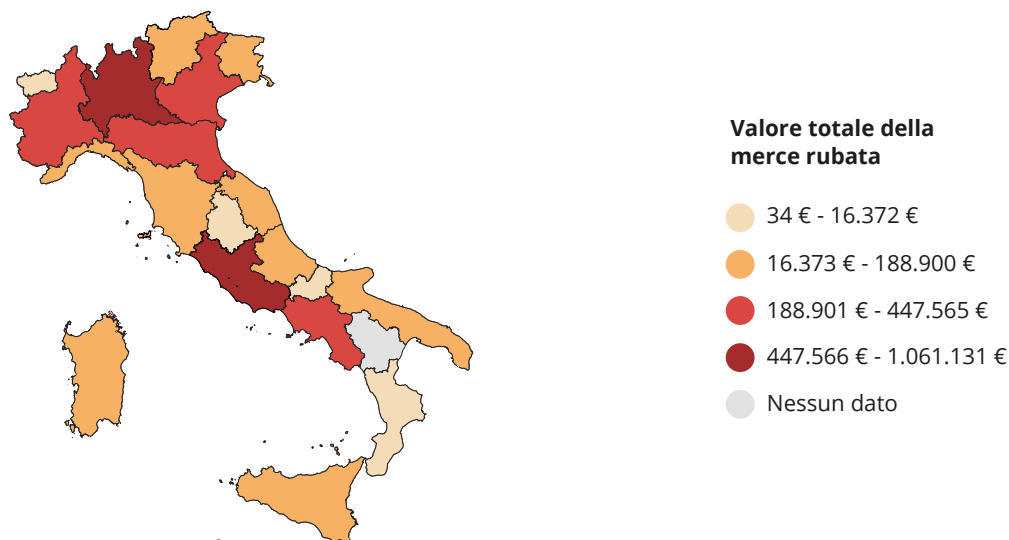 Valore totale della
merce rubata
34 € - 16.372 €
16.373 € - 188.900 €
188.901 € - 447.565 €
447.566 € - 1.061.131 €
Nessun dato